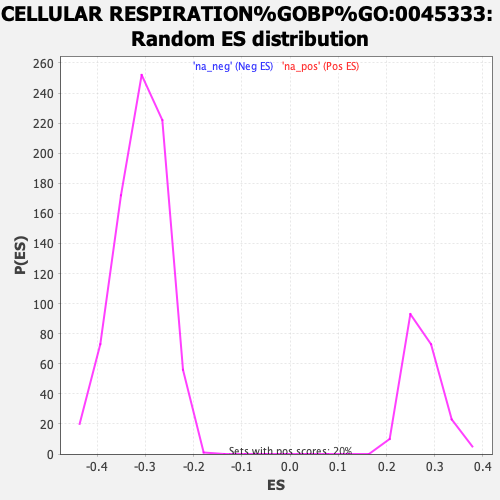 CELLULAR RESPIRATION%GOBP%GO:0045333:
Random ES distribution
'na_neg' (Neg ES) 'na_pos' (Pos ES)
260
240
220
200
180
160
140
120
100
80
60
40
20
0
P(ES)
Sets with pos scores: 20%
-0.4 -0.3 -0.2 -0.1 0.0 0.1 0.2 0.3 0.4
ES